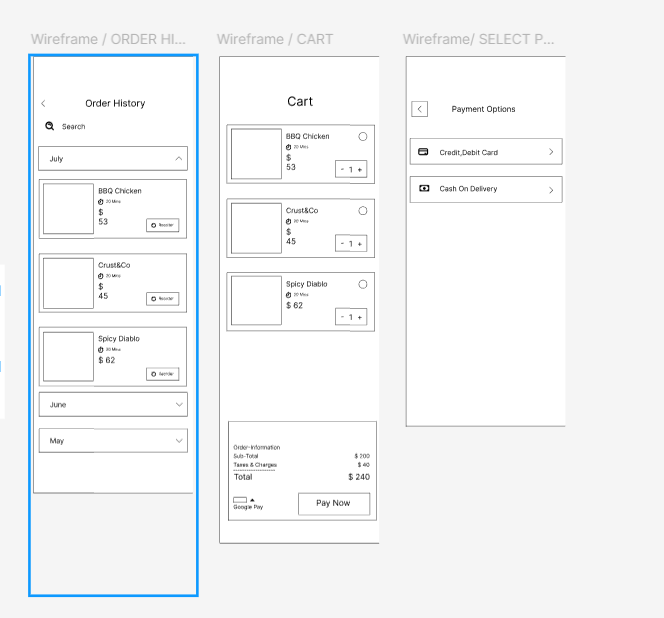 Wireframe / ORDER HI...
Order History
Search
July
BBQ Chicken
20 Mins
$
53
Reorder
Crust&Co
20 Mins
$
45
Reorder
Spicy Diablo
20 Mins
$ 62
Reorder
June
May
Wireframe / CART
Cart
BBQ Chicken
20 Mins
$
53
- 1 +
Crust&Co
20 Mins
$
45
- 1 +
Spicy Diablo
20 Mins
$ 62
- 1 +
Order-Information
Sub-Total $ 200
Taxes & Charges $ 40
--------------------
Total $ 240
Google Pay
Pay Now
Wireframe/ SELECT P...
Payment Options
Credit,Debit Card
Cash On Delivery